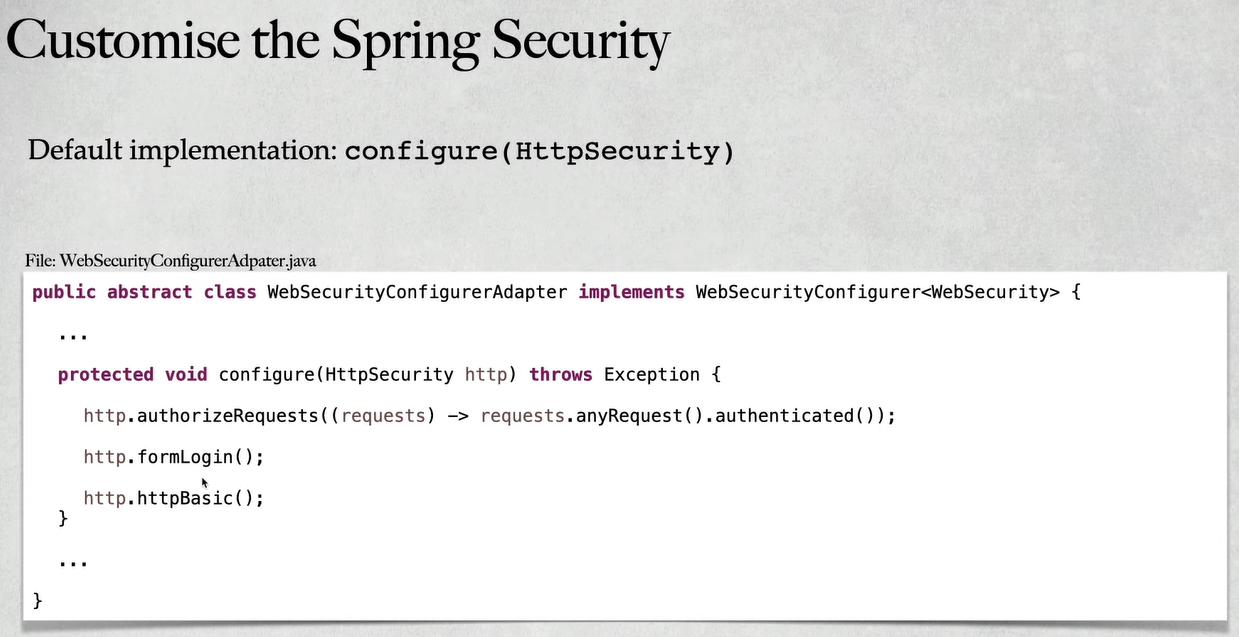 Customise the Spring Security
Default implementation: configure(HttpSecurity)
File: WebSecurityConfigurerAdpater.java
public abstract class WebSecurityConfigurerAdapter implements WebSecurityConfigurer<WebSecurity> {
...
protected void configure(HttpSecurity http) throws Exception {
http.authorizeRequests((requests) -> requests.anyRequest().authenticated());
http.formLogin();
http.httpBasic();
}
...
}